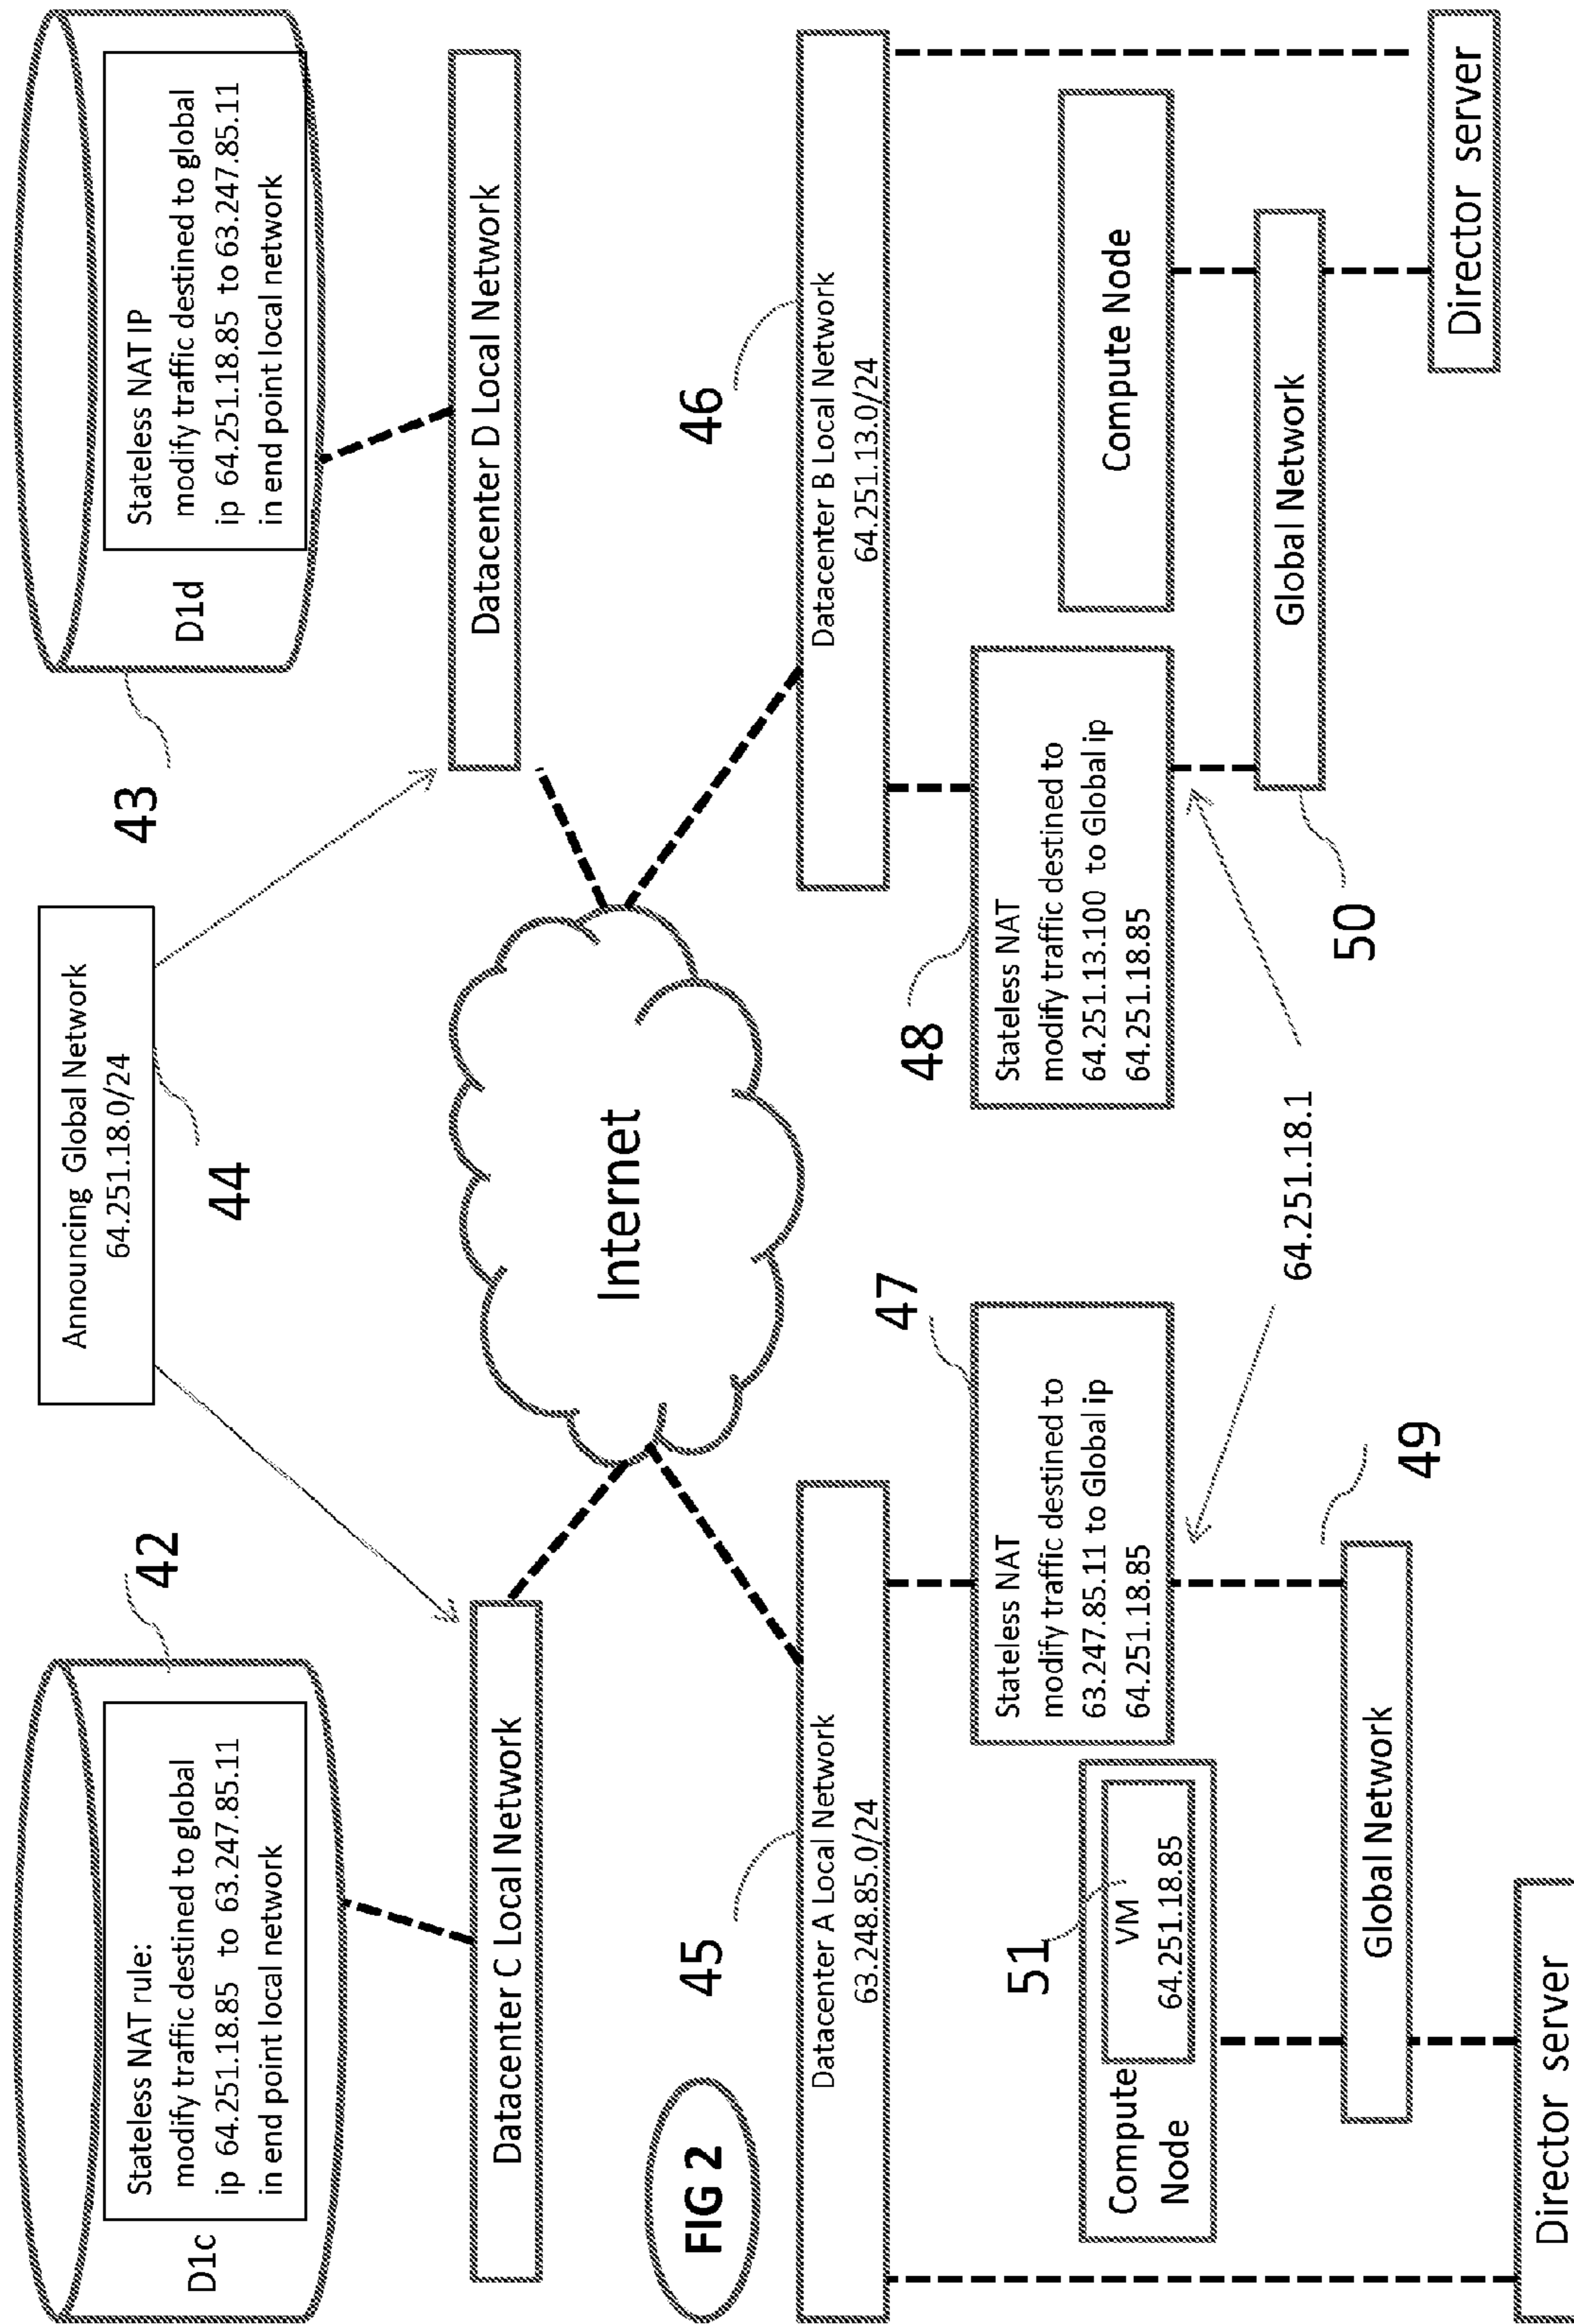 D1c
Stateless NAT rule:
modify traffic destined to global
ip 64.251.18.85 to 63.247.85.11
in end point local network
42
Announcing Global Network
64.251.18.0/24
44
43
D1d
Stateless NAT IP
modify traffic destined to global
ip 64.251.18.85 to 63.247.85.11
in end point local network
Datacenter C Local Network
Internet
Datacenter D Local Network
FIG 2
45
46
Datacenter A Local Network
63.248.85.0/24
Datacenter B Local Network
64.251.13.0/24
47
Stateless NAT
modify traffic destined to
63.247.85.11 to Global ip
64.251.18.85
48
Stateless NAT
modify traffic destined to
64.251.13.100 to Global ip
64.251.18.85
51
Compute
Node
VM
64.251.18.85
Compute Node
64.251.18.1
49
Global Network
50
Global Network
Director server
Director server